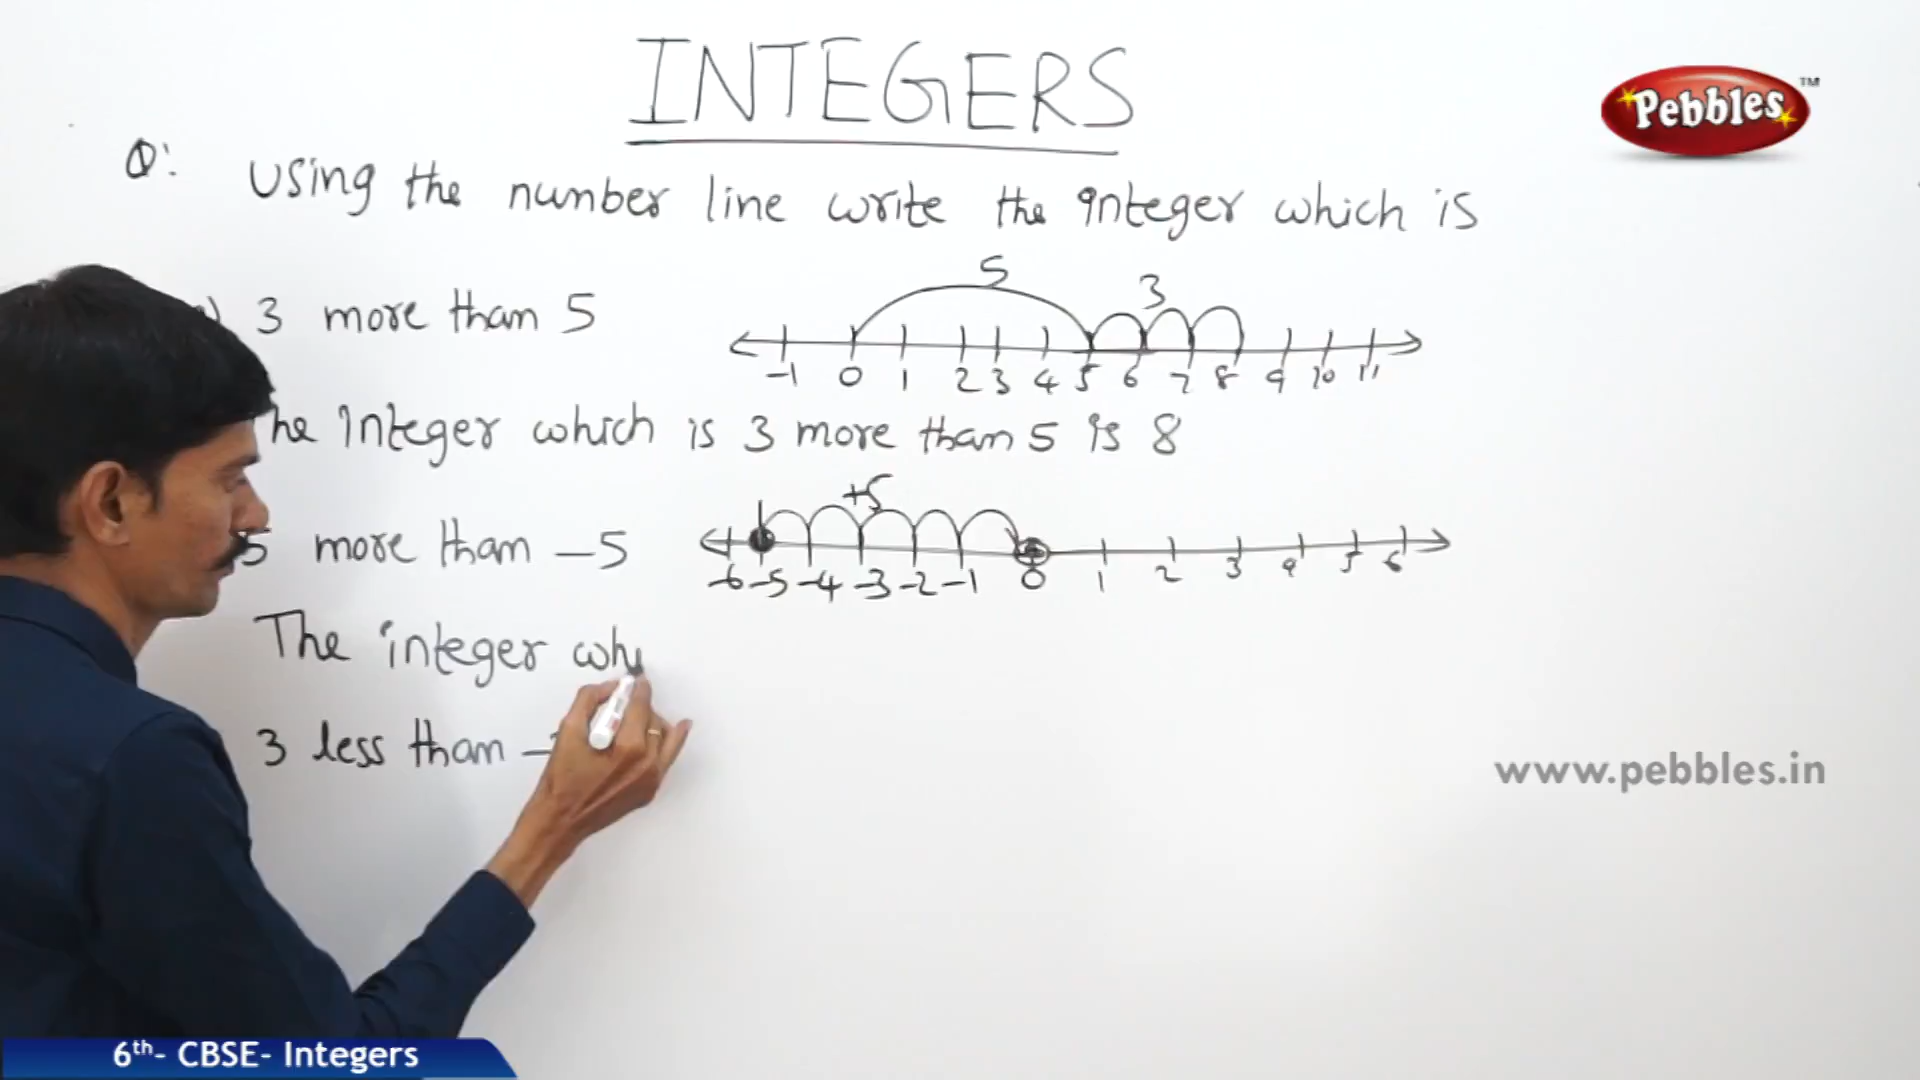 INTEGERS
Pebbles™
Q: Using the number line write the integer which is
3 more than 5
5 3
-1 0 1 2 3 4 5 6 7 8 9 10 11
he integer which is 3 more than 5 is 8
+5
5 more than -5
-6 -5 -4 -3 -2 -1 0 1 2 3 4 5 6
The integer whi
3 less than -
www.pebbles.in
6th- CBSE- Integers